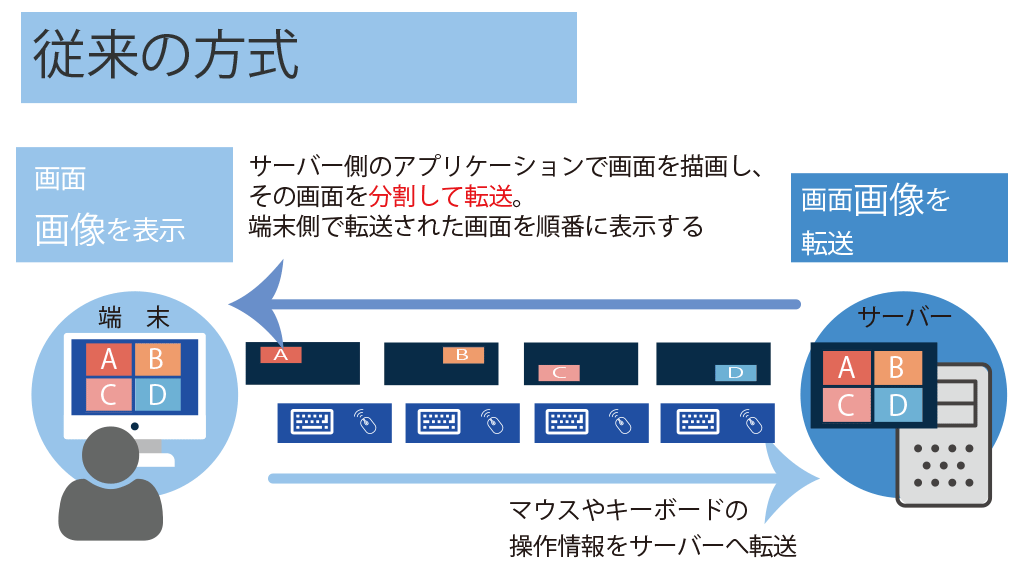 従来の方式
画面
画像を表示
サーバー側のアプリケーションで画面を描画し、
その画面を分割して転送。
端末側で転送された画面を順番に表示する
画面画像を
転送
端 末
A B
C D
A
B
C
D
サーバー
A B
C D
マウスやキーボードの
操作情報をサーバーへ転送